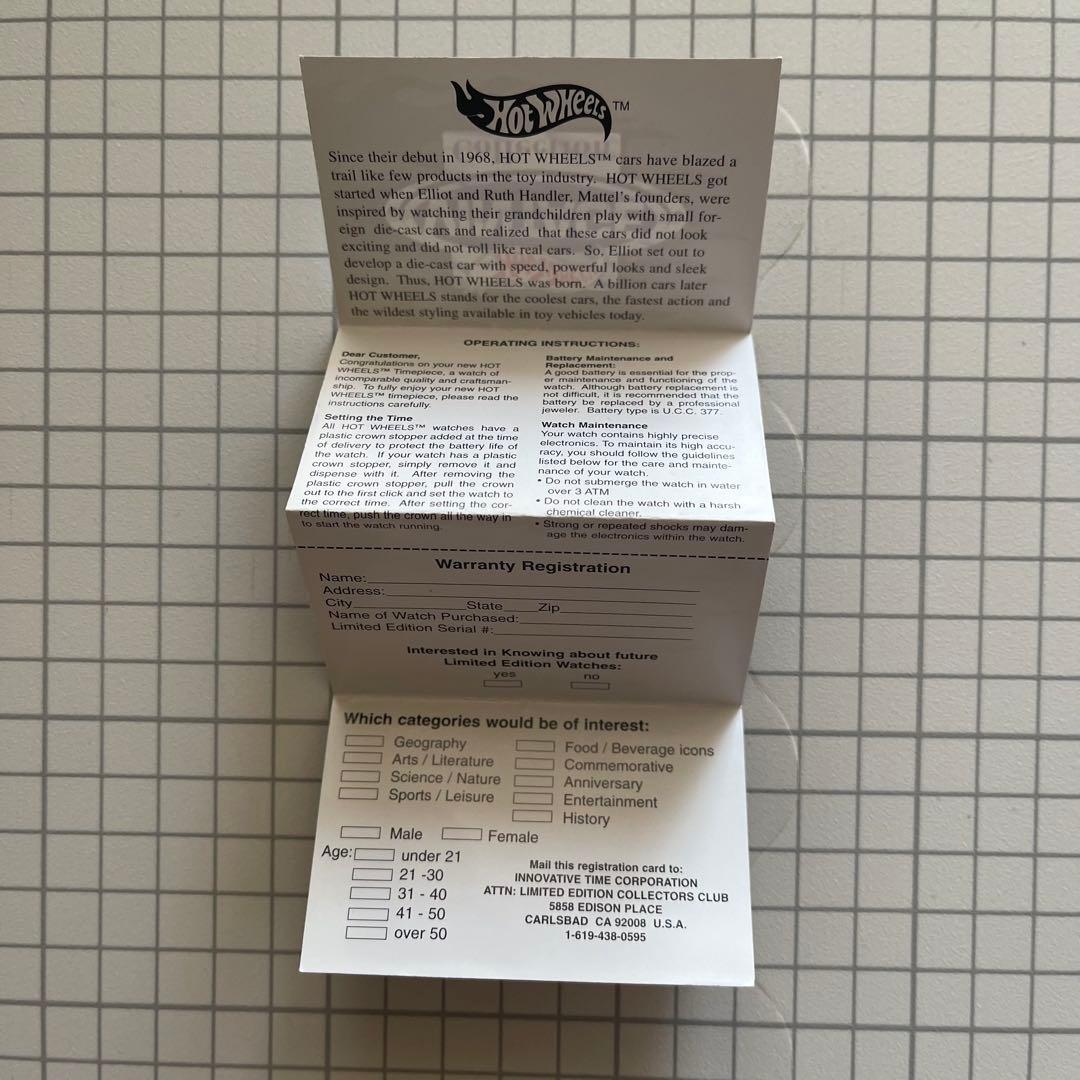 HOT WHEELS TM
Since their debut in 1968, HOT WHEELS™ cars have blazed a
trail like few products in the toy industry. HOT WHEELS got
started when Elliot and Ruth Handler, Mattel's founders, were
inspired by watching their grandchildren play with small for-
eign die-cast cars and realized that these cars did not look
exciting and did not roll like real cars. So, Elliot set out to
develop a die-cast car with speed, powerful looks and sleek
design. Thus, HOT WHEELS was born. A billion cars later
HOT WHEELS stands for the coolest cars, the fastest action and
the wildest styling available in toy vehicles today.
OPERATING INSTRUCTIONS:
Dear Customer,
Congratulations on your new HOT
WHEELS™ Timepiece, a watch of
incomparable quality and craftsman-
ship. To fully enjoy your new HOT
WHEELS™ timepiece, please read the
instructions carefully.
Setting the Time
All HOT WHEELS™ watches have a
plastic crown stopper added at the time
of delivery to protect the battery life of
the watch. If your watch has a plastic
crown stopper, simply remove it and
dispense with it. After removing the
plastic crown stopper, pull the crown
out to the first click and set the watch to
the correct time. After setting the cor-
rect time, push the crown all the way in
to start the watch running.
Battery Maintenance and
Replacement:
A good battery is essential for the prop-
er maintenance and functioning of the
watch. Although battery replacement is
not difficult, it is recommended that the
battery be replaced by a professional
jeweler. Battery type is U.C.C. 377.
Watch Maintenance
Your watch contains highly precise
electronics. To maintain its high accu-
racy, you should follow the guidelines
listed below for the care and mainte-
nance of your watch.
• Do not submerge the watch in water
over 3 ATM
• Do not clean the watch with a harsh
chemical cleaner.
• Strong or repeated shocks may dam-
age the electronics within the watch.
Warranty Registration
Name:
Address:
City State Zip
Name of Watch Purchased:
Limited Edition Serial #:
Interested in Knowing about future
Limited Edition Watches:
yes no
Which categories would be of interest:
Geography
Arts / Literature
Science / Nature
Sports / Leisure
Food / Beverage icons
Commemorative
Anniversary
Entertainment
History
Male Female
Age: under 21
21 -30
31 - 40
41 - 50
over 50
Mail this registration card to:
INNOVATIVE TIME CORPORATION
ATTN: LIMITED EDITION COLLECTORS CLUB
5858 EDISON PLACE
CARLSBAD CA 92008 U.S.A.
1-619-438-0595